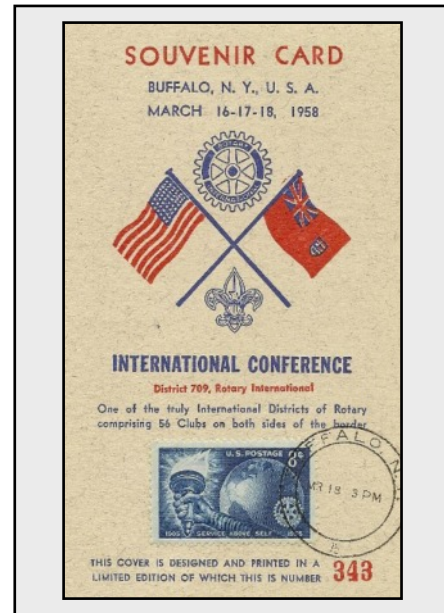 SOUVENIR CARD
BUFFALO, N. Y., U. S. A.
MARCH 16-17-18, 1958
ROTARY
INTERNATIONAL
INTERNATIONAL CONFERENCE
District 709, Rotary International
One of the truly International Districts of Rotary
comprising 56 Clubs on both sides of the border
U.S. POSTAGE 8¢
1905 SERVICE ABOVE SELF 1955
BUFFALO, N.
MR 18 3 PM
THIS COVER IS DESIGNED AND PRINTED IN A
LIMITED EDITION OF WHICH THIS IS NUMBER 343